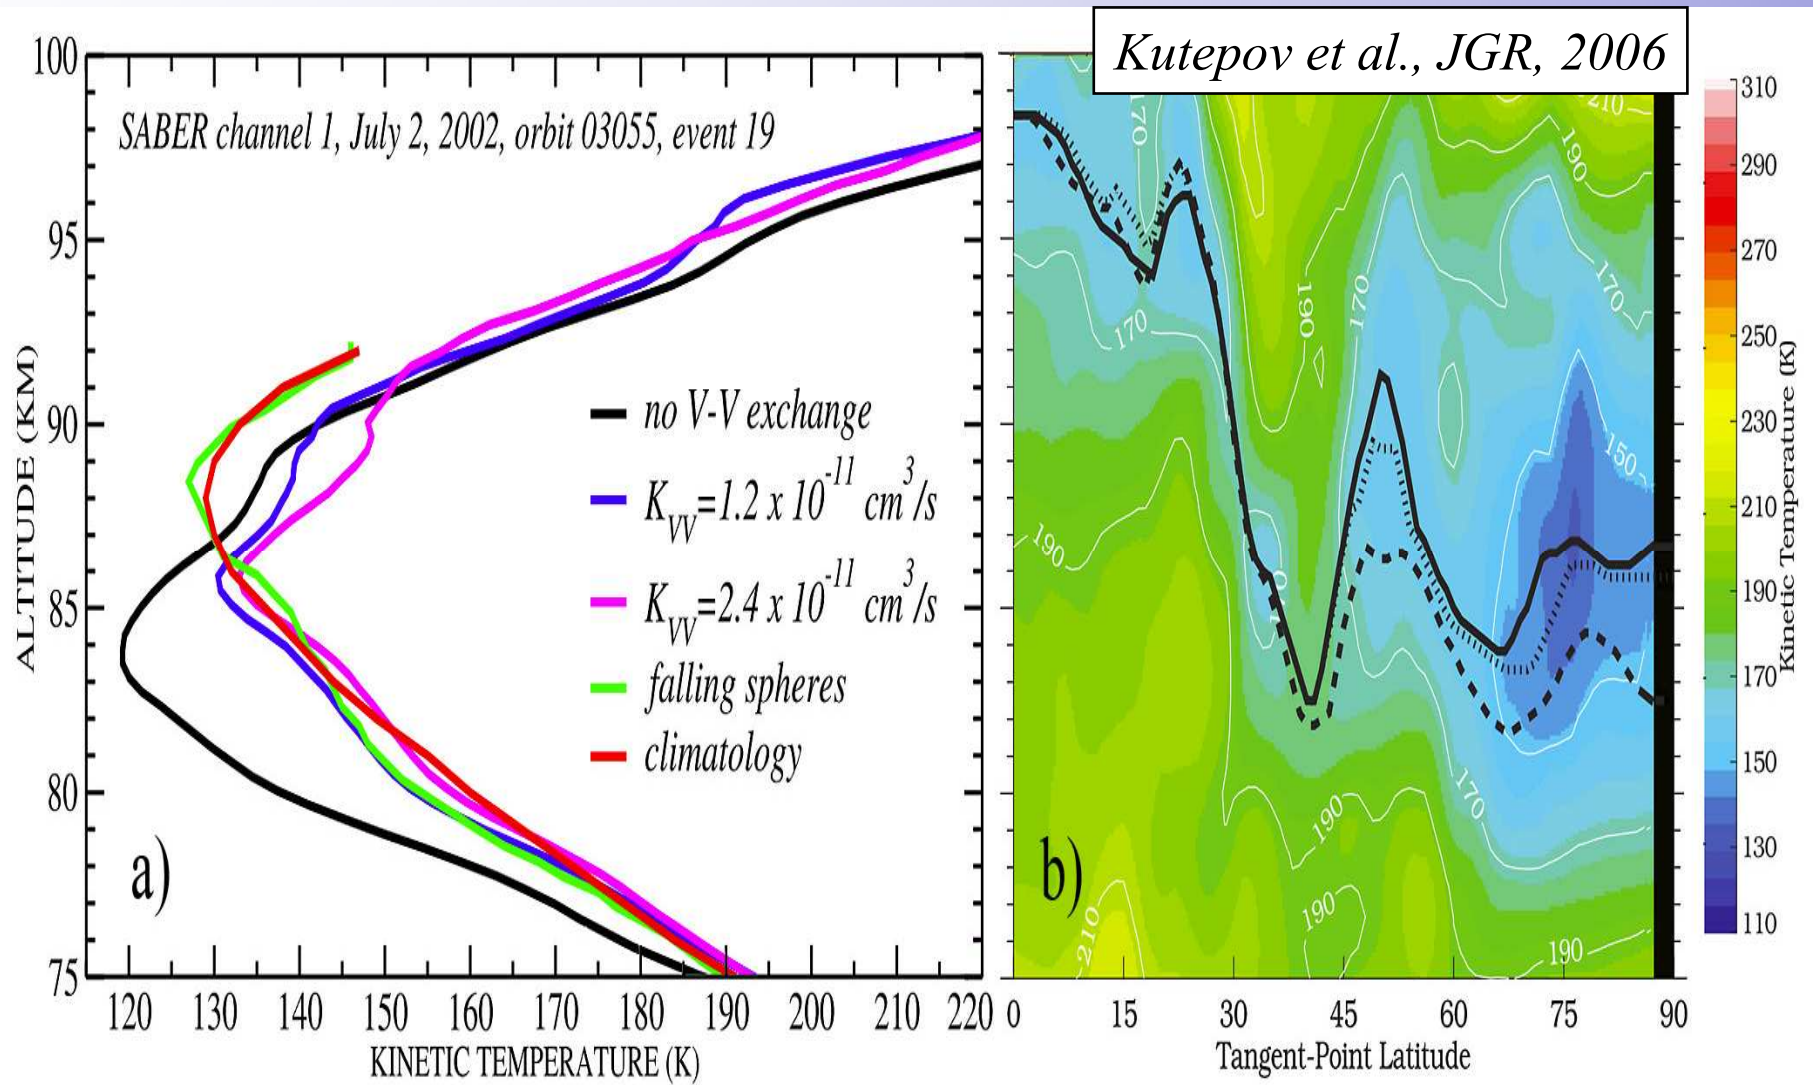 Kutepov et al., JGR, 2006
SABER channel 1, July 2, 2002, orbit 03055, event 19
ALTITUDE (KM)
100
95
90
85
80
75
no V-V exchange
K_VV=1.2 x 10^-11 cm^3/s
K_VV=2.4 x 10^-11 cm^3/s
falling spheres
climatology
a)
120 130 140 150 160 170 180 190 200 210 220
KINETIC TEMPERATURE (K)
210
190
170
190
170
170
170
150
190
190
170
190
210
190
b)
0 15 30 45 60 75 90
Tangent-Point Latitude
310
290
270
250
230
210
190
170
150
130
110
Kinetic Temperature (K)